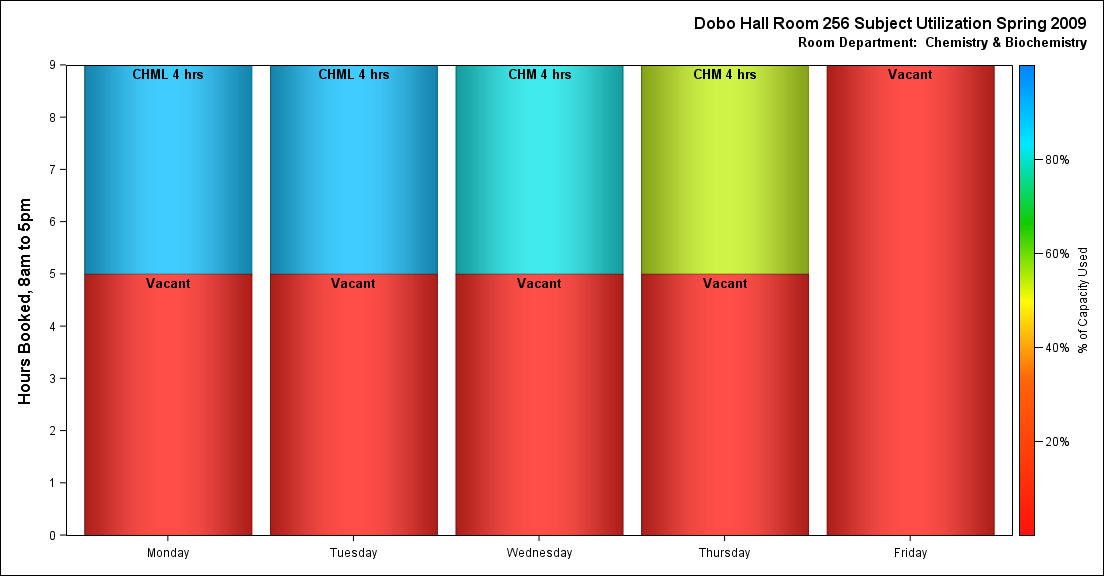 Dobo Hall Room 256 Subject Utilization Spring 2009
Room Department: Chemistry & Biochemistry
Hours Booked, 8am to 5pm
9
8
7
6
5
4
3
2
1
0
CHML 4 hrs
CHML 4 hrs
CHM 4 hrs
CHM 4 hrs
Vacant
Vacant
Vacant
Vacant
Vacant
Monday
Tuesday
Wednesday
Thursday
Friday
80%
60%
40%
20%
% of Capacity Used